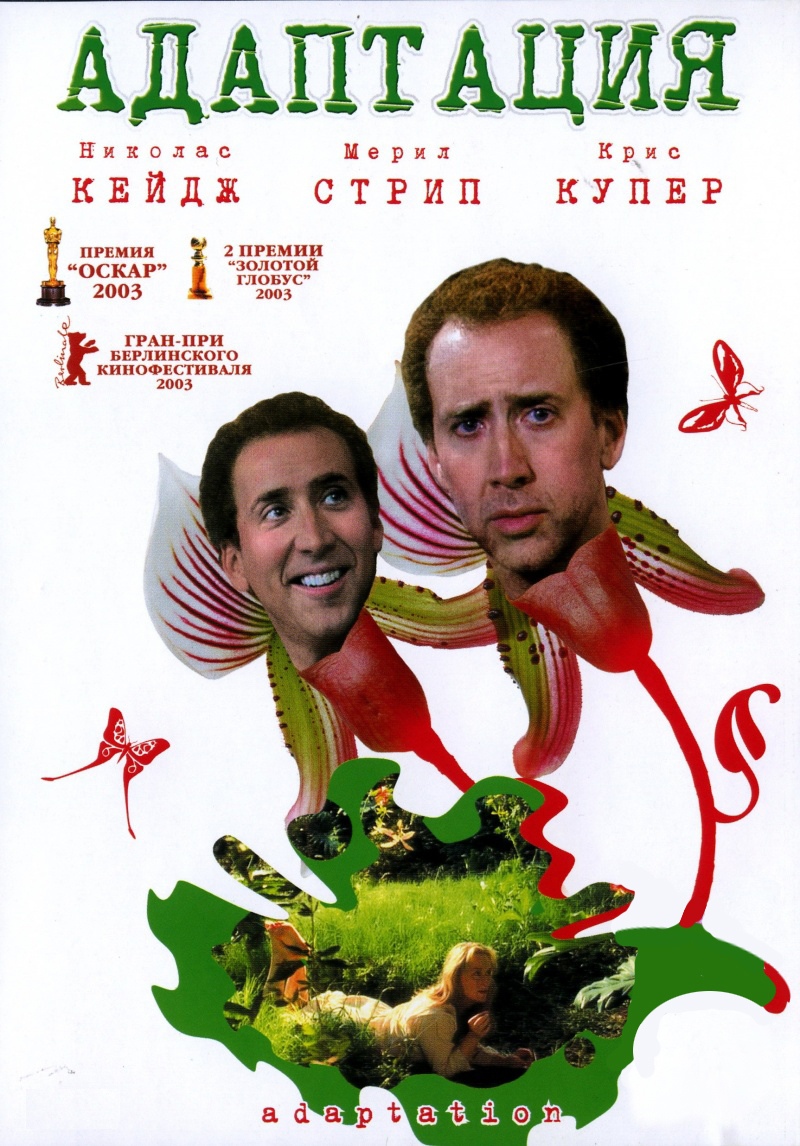 АДАПТАЦИЯ
Николас Мерил Крис
КЕЙДЖ СТРИП КУПЕР
ПРЕМИЯ
"ОСКАР"
2003
2 ПРЕМИИ
"ЗОЛОТОЙ
ГЛОБУС"
2003
Berlinale
ГРАН-ПРИ
БЕРЛИНСКОГО
КИНОФЕСТИВАЛЯ
2003
adaptation